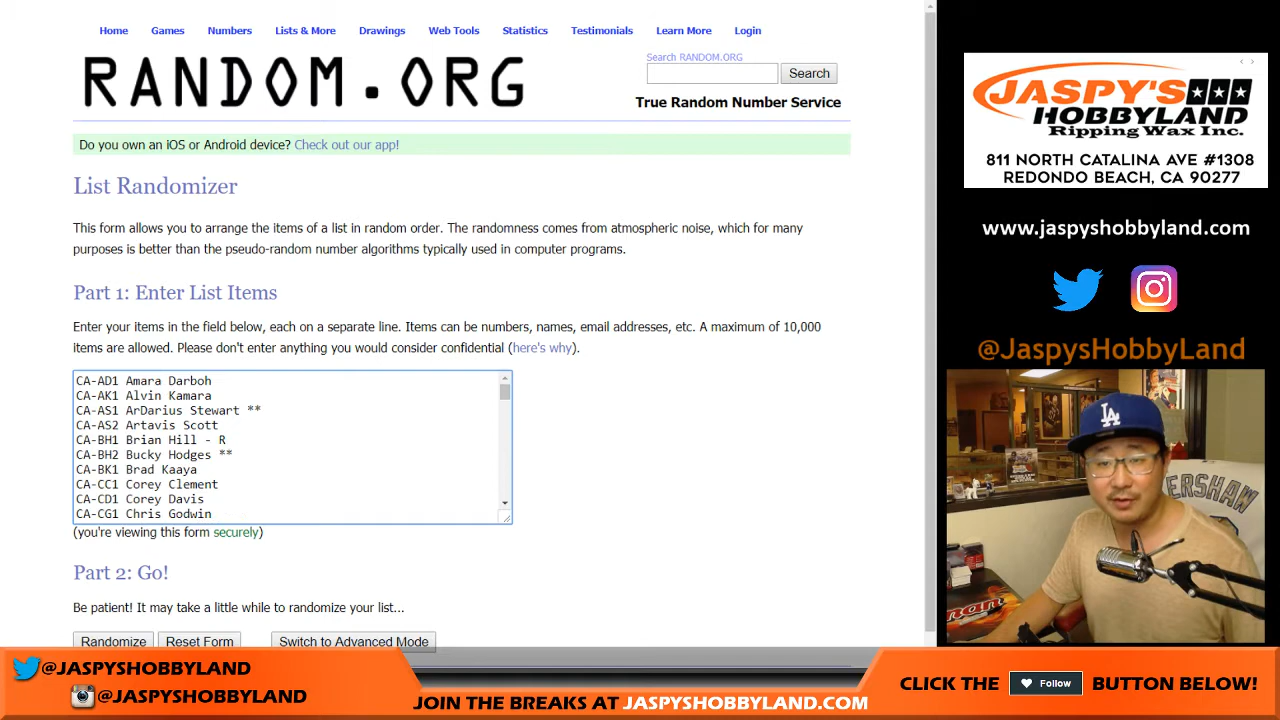 Home Games Numbers Lists & More Drawings Web Tools Statistics Testimonials Learn More Login
RANDOM.ORG
Search RANDOM.ORG
Search
True Random Number Service
Do you own an iOS or Android device? Check out our app!
List Randomizer
This form allows you to arrange the items of a list in random order. The randomness comes from atmospheric noise, which for many
purposes is better than the pseudo-random number algorithms typically used in computer programs.
Part 1: Enter List Items
Enter your items in the field below, each on a separate line. Items can be numbers, names, email addresses, etc. A maximum of 10,000
items are allowed. Please don't enter anything you would consider confidential (here's why).
CA-AD1 Amara Darboh
CA-AK1 Alvin Kamara
CA-AS1 ArDarius Stewart **
CA-AS2 Artavis Scott
CA-BH1 Brian Hill - R
CA-BH2 Bucky Hodges **
CA-BK1 Brad Kaaya
CA-CC1 Corey Clement
CA-CD1 Corey Davis
CA-CG1 Chris Godwin
(you're viewing this form securely)
Part 2: Go!
Be patient! It may take a little while to randomize your list...
Randomize Reset Form Switch to Advanced Mode
JASPY'S
HOBBYLAND
Ripping Wax Inc.
811 NORTH CATALINA AVE #1308
REDONDO BEACH, CA 90277
www.jaspyshobbyland.com
@JaspysHobbyLand
LA
ERSHAW
@JASPYSHOBBYLAND
@JASPYSHOBBYLAND
JOIN THE BREAKS AT JASPYSHOBBYLAND.COM
CLICK THE Follow BUTTON BELOW!